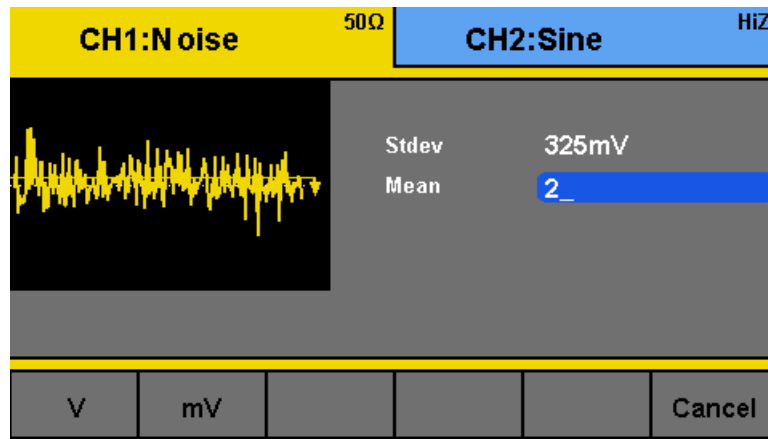 CH1:Noise 50Ω CH2:Sine HiZ
Stdev 325mV
Mean 2_
V mV Cancel